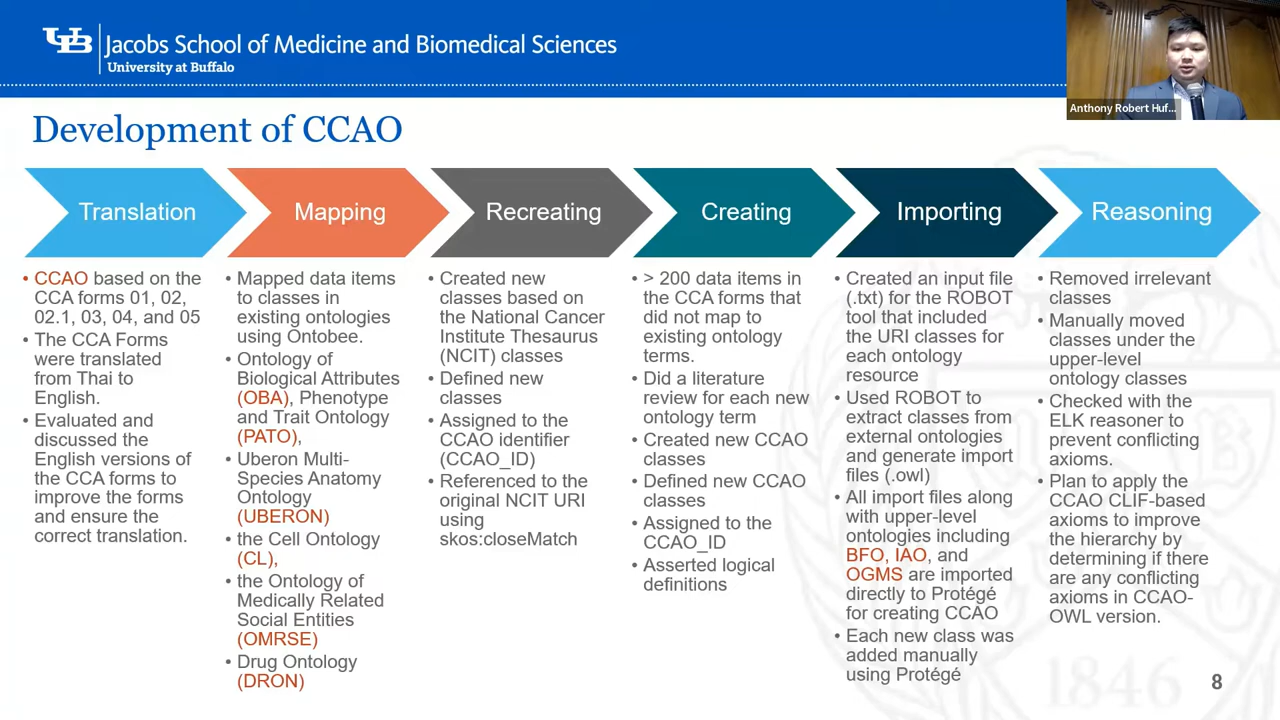 UB
Jacobs School of Medicine and Biomedical Sciences
University at Buffalo
Anthony Robert Huf...
Development of CCAO
Translation
• CCAO based on the
CCA forms 01, 02,
02.1, 03, 04, and 05
• The CCA Forms
were translated
from Thai to
English.
• Evaluated and
discussed the
English versions of
the CCA forms to
improve the forms
and ensure the
correct translation.
Mapping
• Mapped data items
to classes in
existing ontologies
using Ontobee.
• Ontology of
Biological Attributes
(OBA), Phenotype
and Trait Ontology
(PATO),
• Uberon Multi-
Species Anatomy
Ontology
(UBERON)
• the Cell Ontology
(CL),
• the Ontology of
Medically Related
Social Entities
(OMRSE)
• Drug Ontology
(DRON)
Recreating
• Created new
classes based on
the National Cancer
Institute Thesaurus
(NCIT) classes
• Defined new
classes
• Assigned to the
CCAO identifier
(CCAO_ID)
• Referenced to the
original NCIT URI
using
skos:closeMatch
Creating
• > 200 data items in
the CCA forms that
did not map to
existing ontology
terms.
• Did a literature
review for each new
ontology term
• Created new CCAO
classes
• Defined new CCAO
classes
• Assigned to the
CCAO_ID
• Asserted logical
definitions
Importing
• Created an input file
(.txt) for the ROBOT
tool that included
the URI classes for
each ontology
resource
• Used ROBOT to
extract classes from
external ontologies
and generate import
files (.owl)
• All import files along
with upper-level
ontologies including
BFO, IAO, and
OGMS are imported
directly to Protégé
for creating CCAO
• Each new class was
added manually
using Protégé
Reasoning
• Removed irrelevant
classes
• Manually moved
classes under the
upper-level
ontology classes
• Checked with the
ELK reasoner to
prevent conflicting
axioms.
• Plan to apply the
CCAO CLIF-based
axioms to improve
the hierarchy by
determining if there
are any conflicting
axioms in CCAO-
OWL version.
1846
8